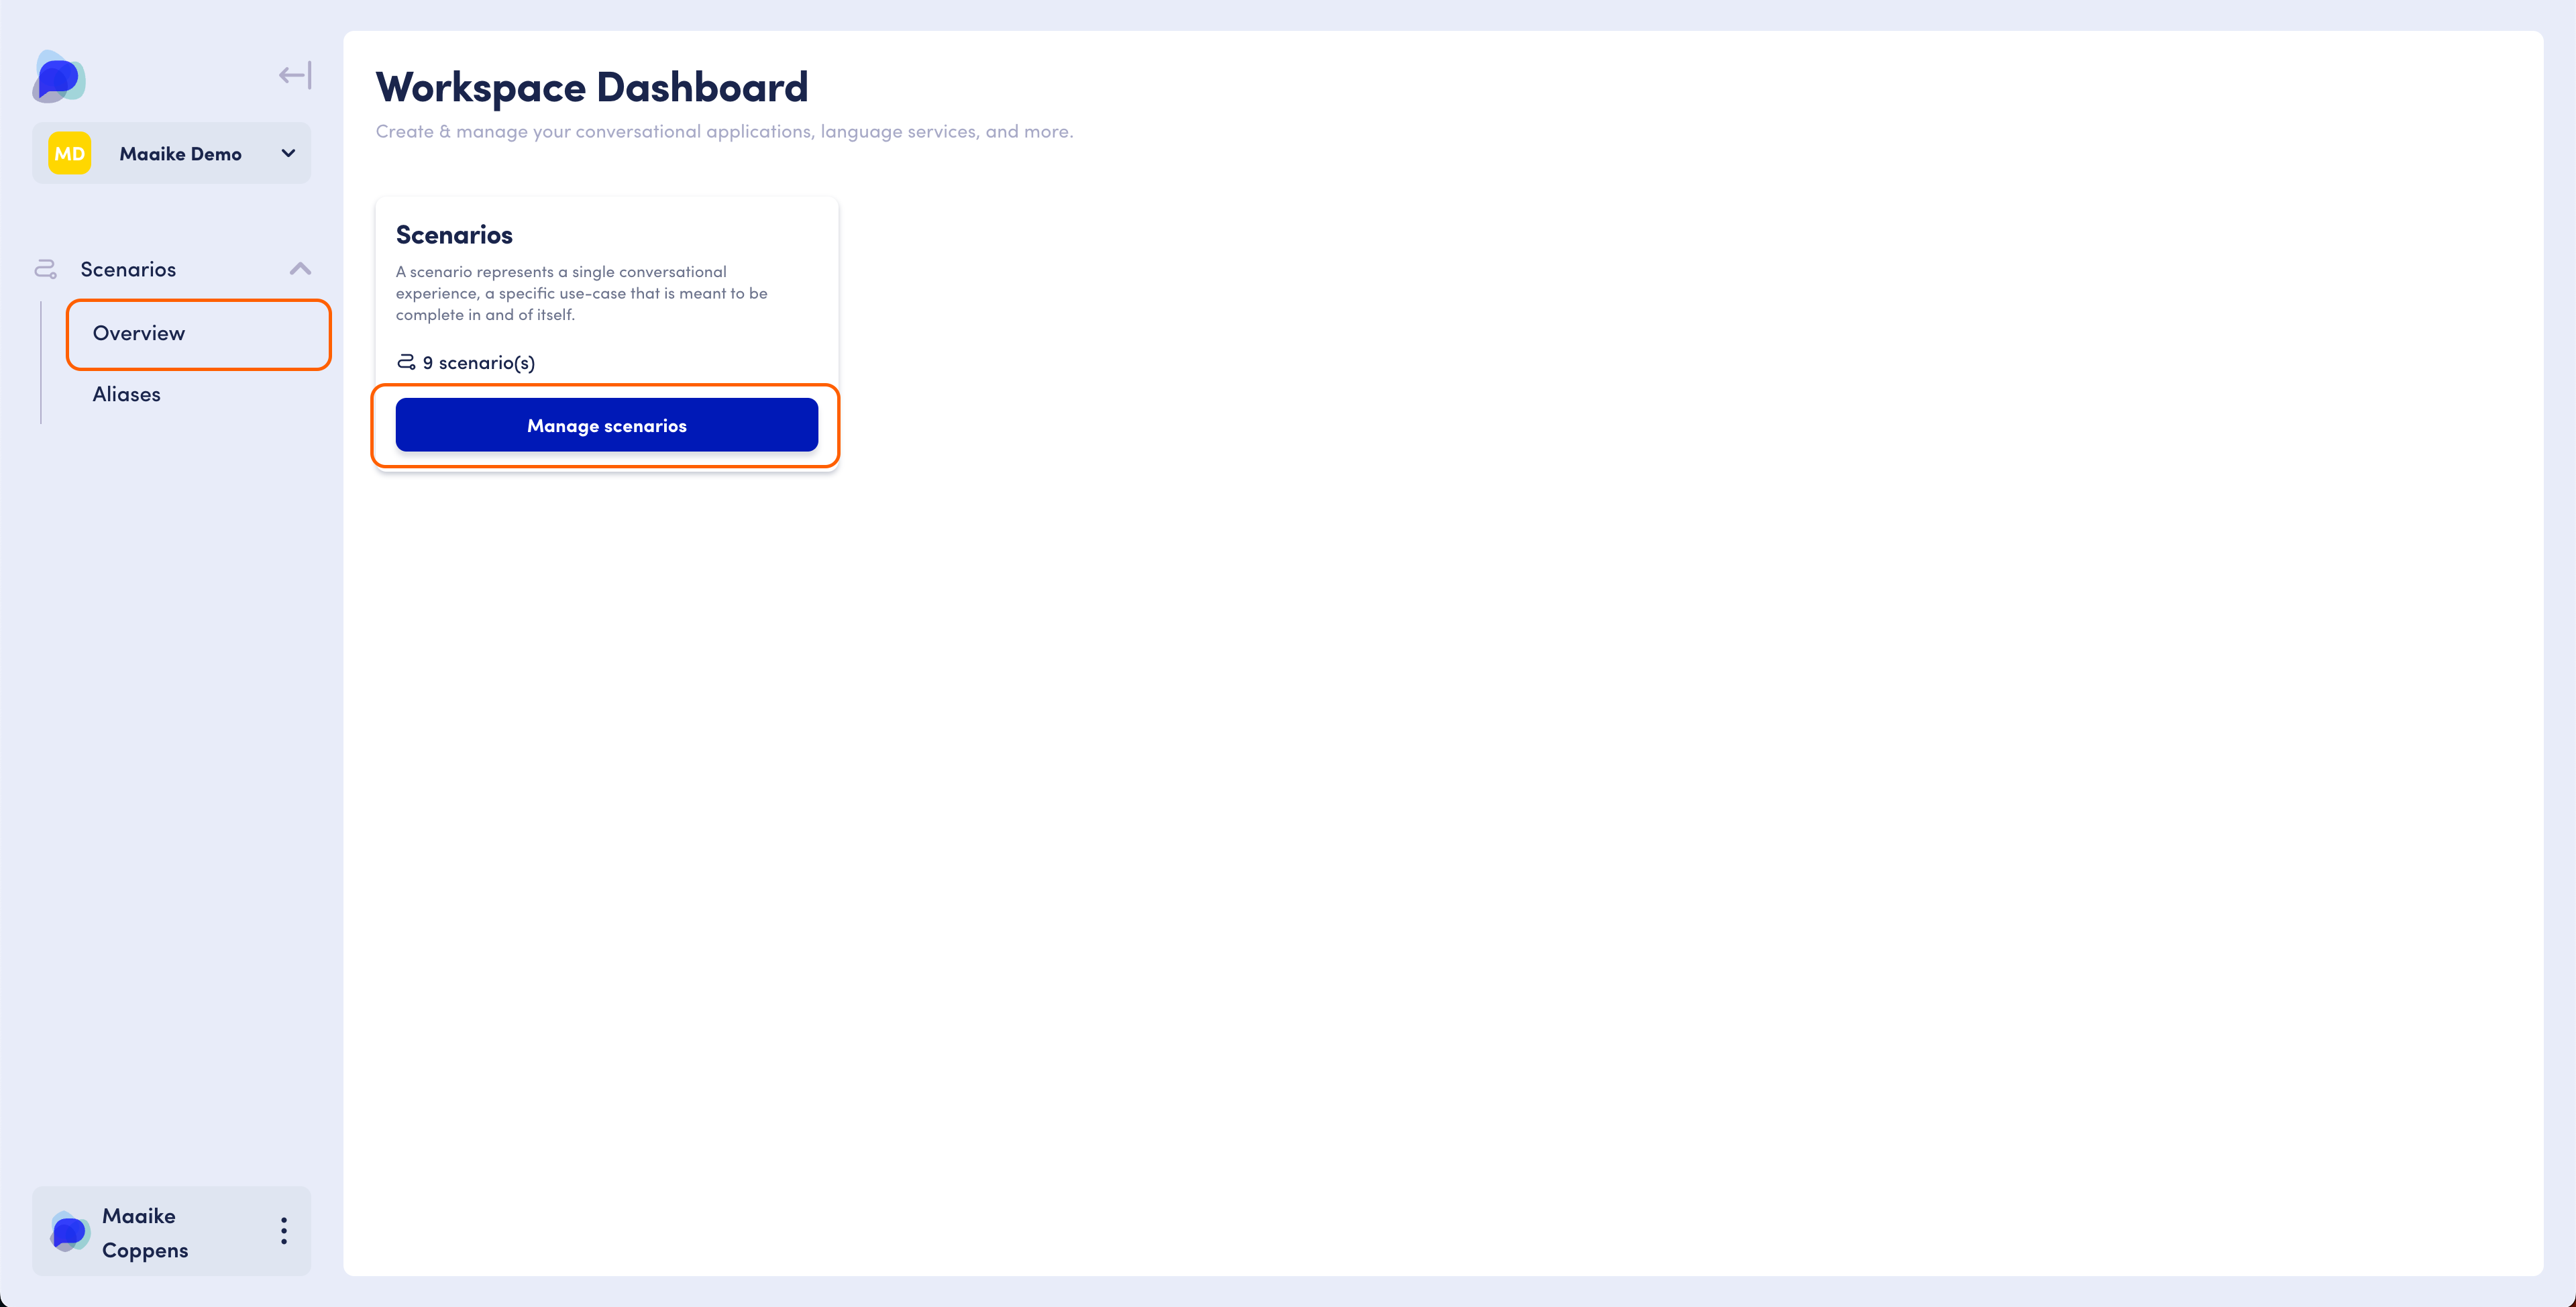 MD
Maaike Demo
Scenarios
Overview
Aliases
Maaike
Coppens
Workspace Dashboard
Create & manage your conversational applications, language services, and more.
Scenarios
A scenario represents a single conversational
experience, a specific use-case that is meant to be
complete in and of itself.
9 scenario(s)
Manage scenarios